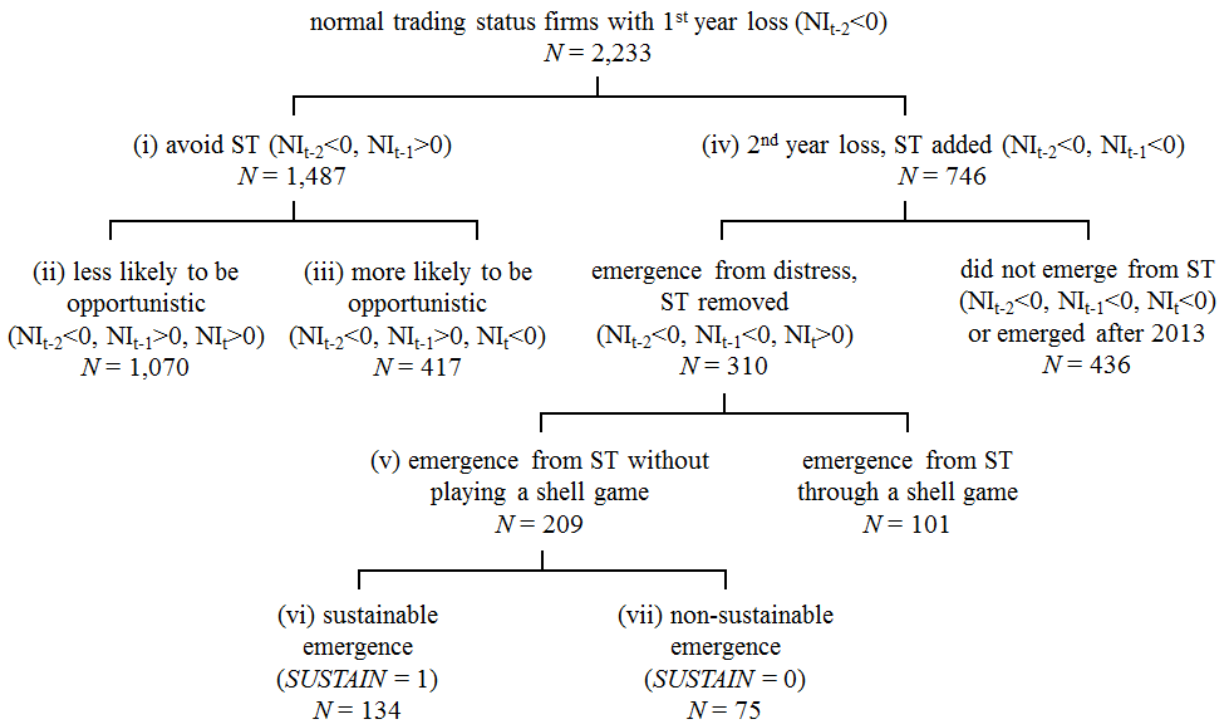 normal trading status firms with 1st year loss (NIt-2<0)
N = 2,233
(i) avoid ST (NIt-2<0, NIt-1>0)
N = 1,487
(iv) 2nd year loss, ST added (NIt-2<0, NIt-1<0)
N = 746
(ii) less likely to be
opportunistic
(NIt-2<0, NIt-1>0, NIt>0)
N = 1,070
(iii) more likely to be
opportunistic
(NIt-2<0, NIt-1>0, NIt<0)
N = 417
emergence from distress,
ST removed
(NIt-2<0, NIt-1<0, NIt>0)
N = 310
did not emerge from ST
(NIt-2<0, NIt-1<0, NIt<0)
or emerged after 2013
N = 436
(v) emergence from ST without
playing a shell game
N = 209
emergence from ST
through a shell game
N = 101
(vi) sustainable
emergence
(SUSTAIN = 1)
N = 134
(vii) non-sustainable
emergence
(SUSTAIN = 0)
N = 75